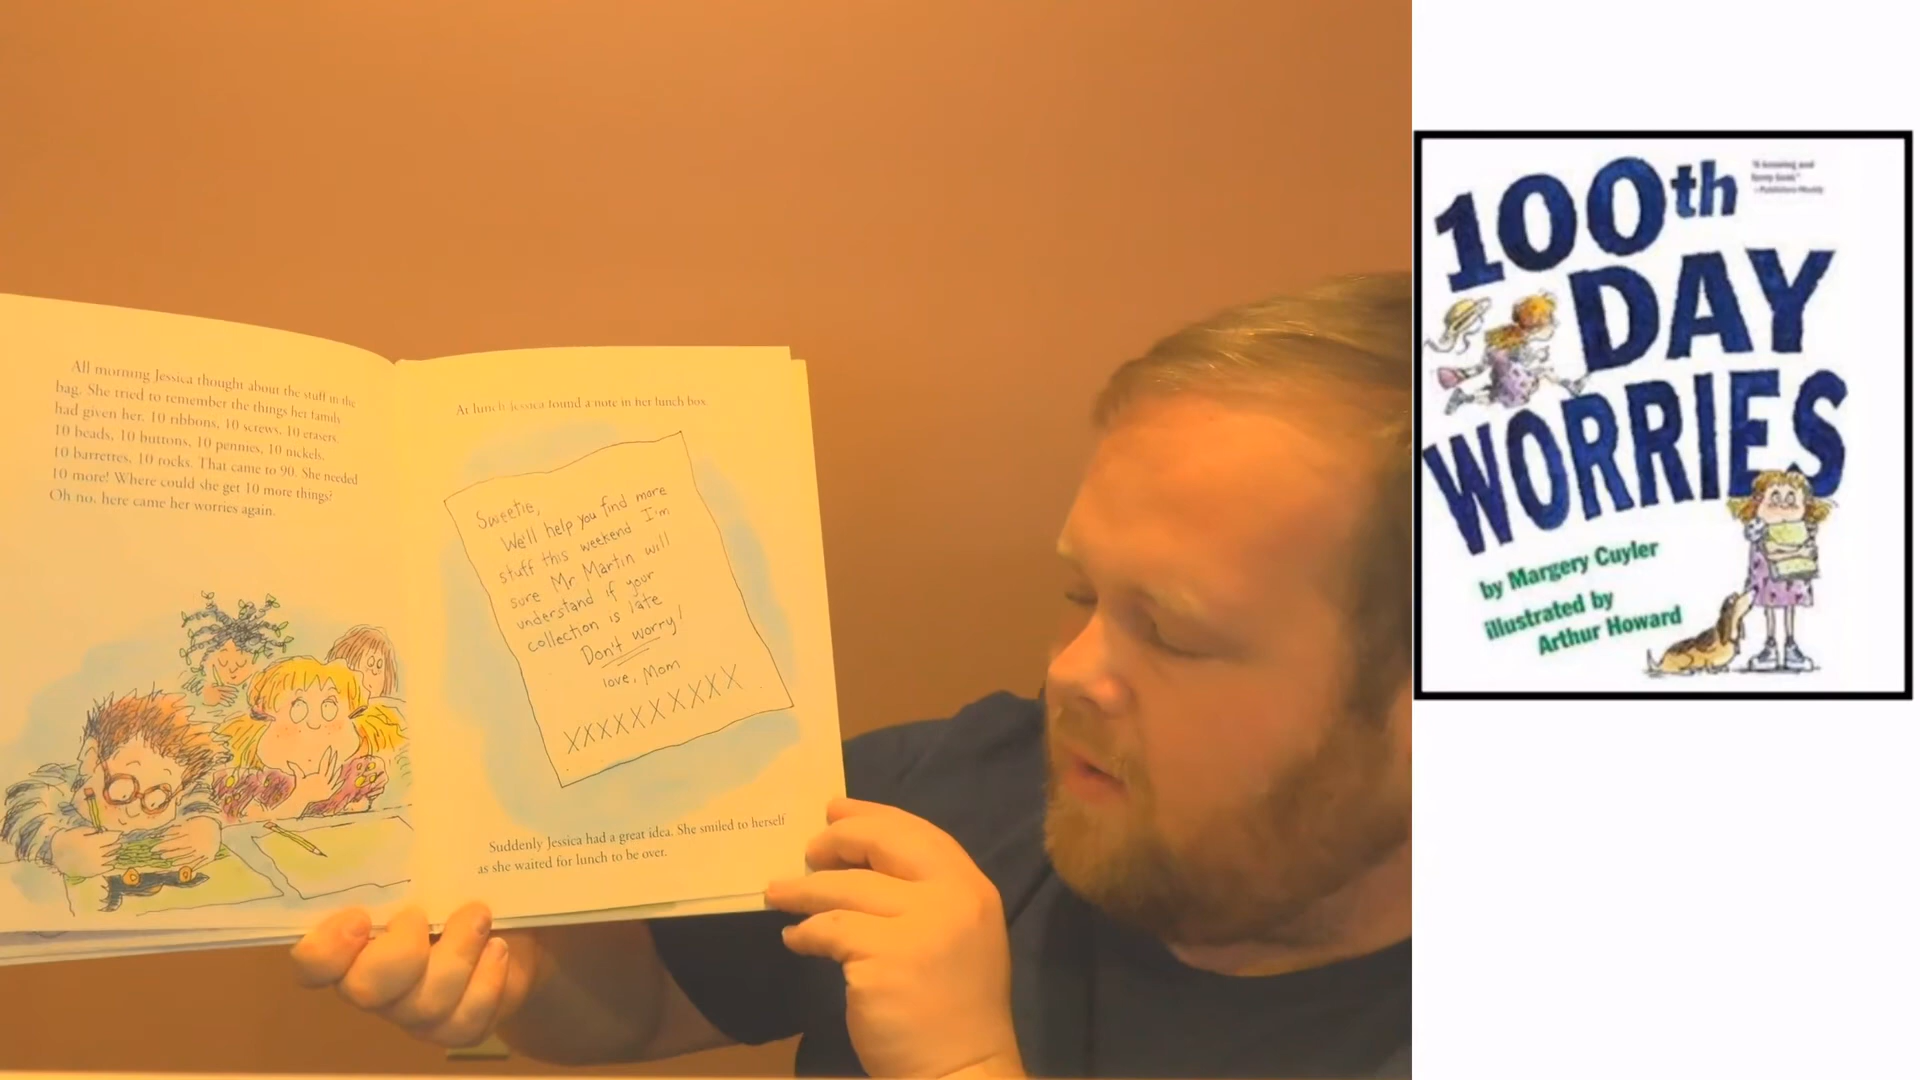 All morning Jessica thought about the stuff in the
bag. She tried to remember the things her family
had given her. 10 ribbons, 10 screws, 10 erasers,
10 beads, 10 buttons, 10 pennies, 10 nickels,
10 barrettes, 10 rocks. That came to 90. She needed
10 more! Where could she get 10 more things?
Oh no, here came her worries again.
At lunch Jessica found a note in her lunch box.
Sweetie,
We'll help you find more
stuff this weekend I'm
sure Mr. Martin will
understand if your
collection is late
Don't worry!
love, Mom
XXXXXXXXXX
Suddenly Jessica had a great idea. She smiled to herself
as she waited for lunch to be over.
100th
DAY
WORRIES
"A knowing and
funny book."
—Publishers Weekly
by Margery Cuyler
illustrated by
Arthur Howard